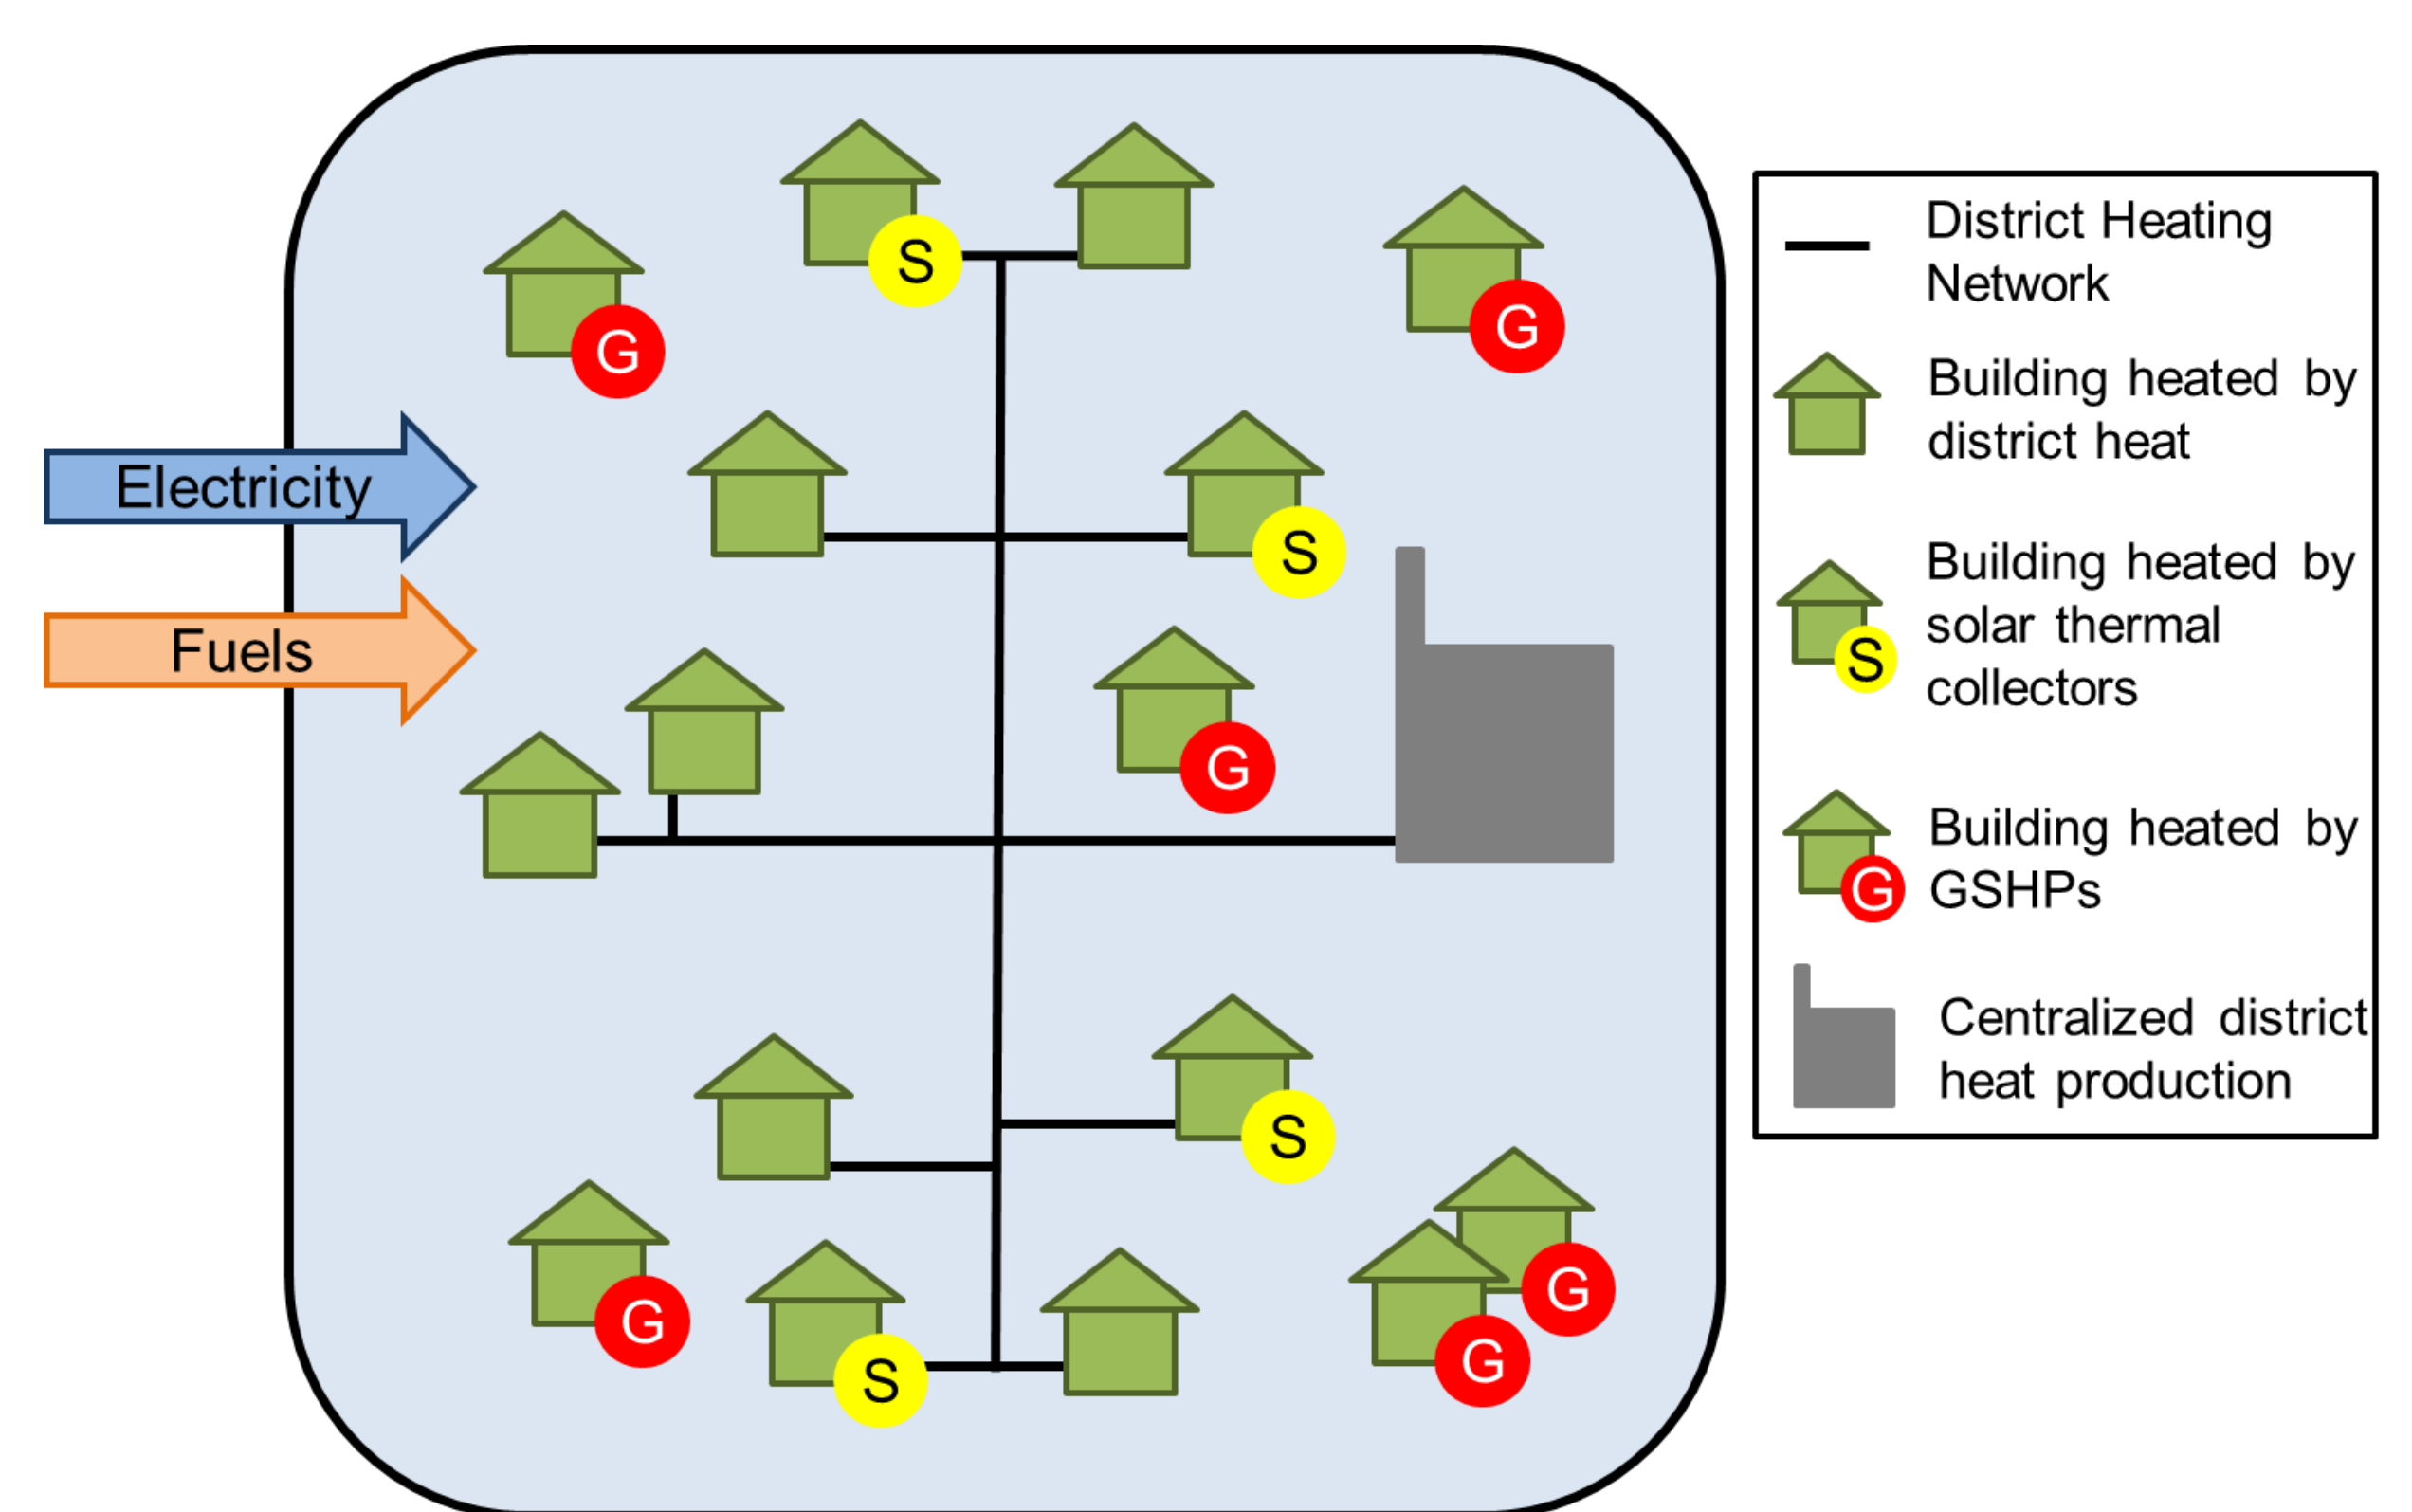 S
G
G
Electricity
S
Fuels
G
S
G
G
S
G
District Heating
Network
Building heated by
district heat
Building heated by
solar thermal
collectors
S
Building heated by
GSHPs
G
Centralized district
heat production